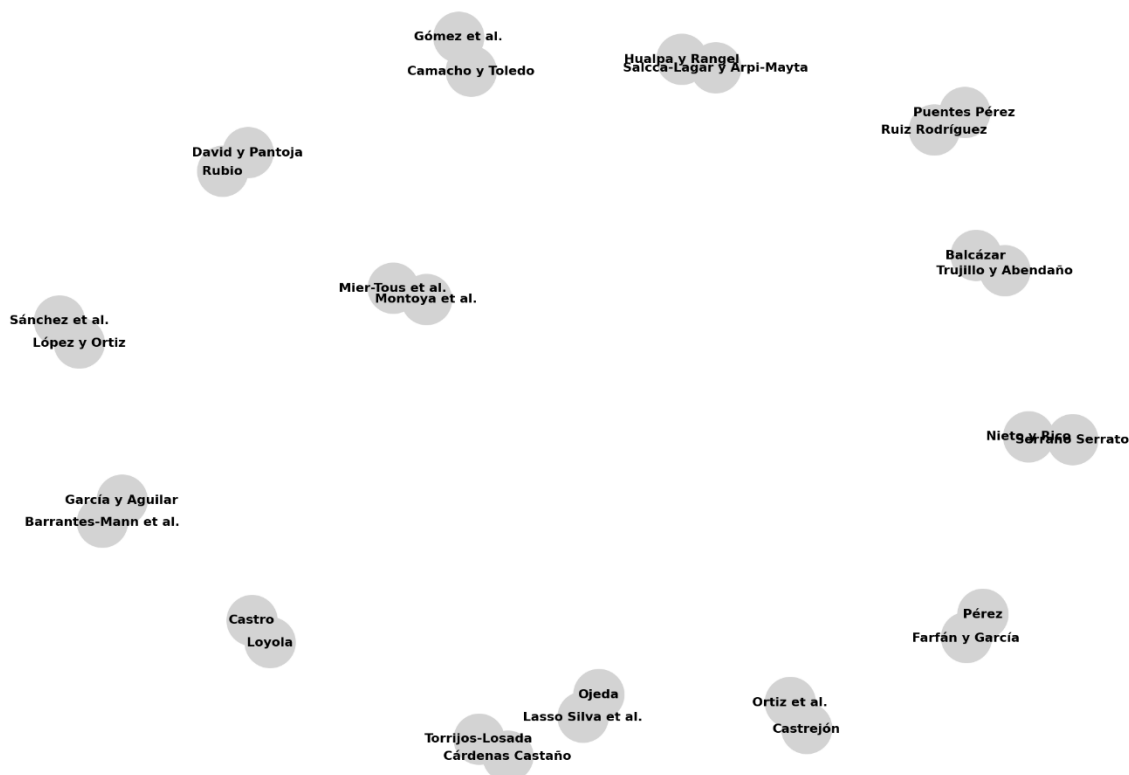 Gómez et al.
Camacho y Toledo
Hualpa y Rangel
Salcca-Lagar y Arpi-Mayta
Puentes Pérez
Ruiz Rodríguez
David y Pantoja
Rubio
Balcázar
Trujillo y Abendaño
Mier-Tous et al.
Montoya et al.
Sánchez et al.
López y Ortiz
Nieto y Rico
Serrano Serrato
García y Aguilar
Barrantes-Mann et al.
Castro
Loyola
Pérez
Farfán y García
Ojeda
Lasso Silva et al.
Ortiz et al.
Castrejón
Torrijos-Losada
Cárdenas Castaño